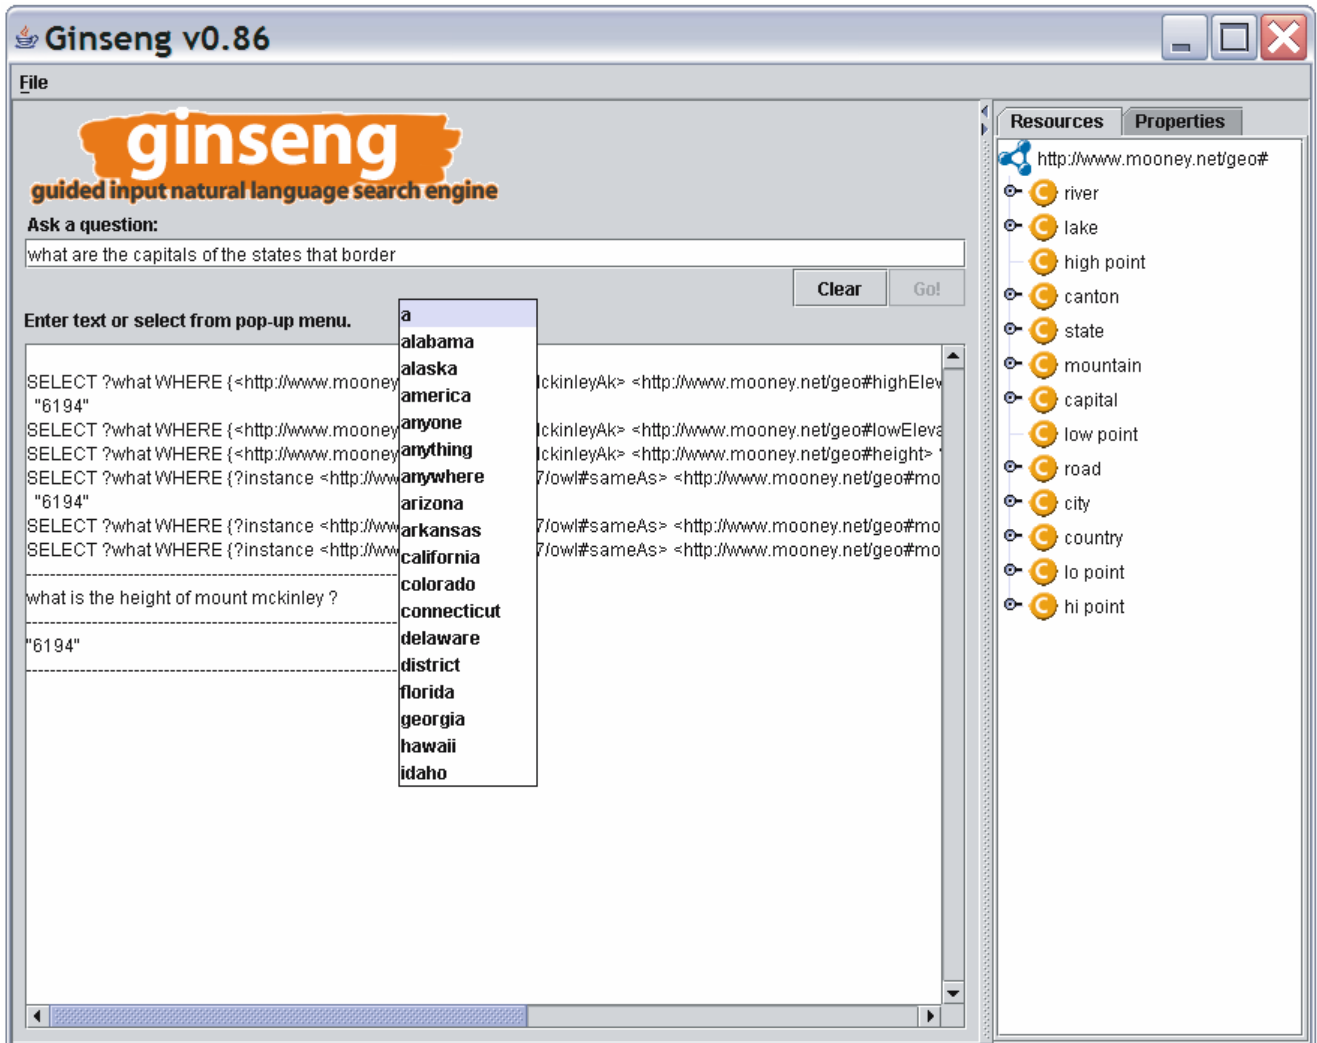 Ginseng v0.86
File
ginseng
guided input natural language search engine
Ask a question:
what are the capitals of the states that border
Clear
Go!
Enter text or select from pop-up menu.
a
alabama
alaska
america
anyone
anything
anywhere
arizona
arkansas
california
colorado
connecticut
delaware
district
florida
georgia
hawaii
idaho
SELECT ?what WHERE {<http://www.mooney ckinleyAk> <http://www.mooney.net/geo#highElev
"6194"
SELECT ?what WHERE {<http://www.mooney ckinleyAk> <http://www.mooney.net/geo#lowEleva
SELECT ?what WHERE {<http://www.mooney ckinleyAk> <http://www.mooney.net/geo#height>
SELECT ?what WHERE {?instance <http://ww 7/owl#sameAs> <http://www.mooney.net/geo#mo
"6194"
SELECT ?what WHERE {?instance <http://ww 7/owl#sameAs> <http://www.mooney.net/geo#mo
SELECT ?what WHERE {?instance <http://ww 7/owl#sameAs> <http://www.mooney.net/geo#mo
what is the height of mount mckinley ?
"6194"
Resources
Properties
http://www.mooney.net/geo#
C river
C lake
C high point
C canton
C state
C mountain
C capital
C low point
C road
C city
C country
C lo point
C hi point